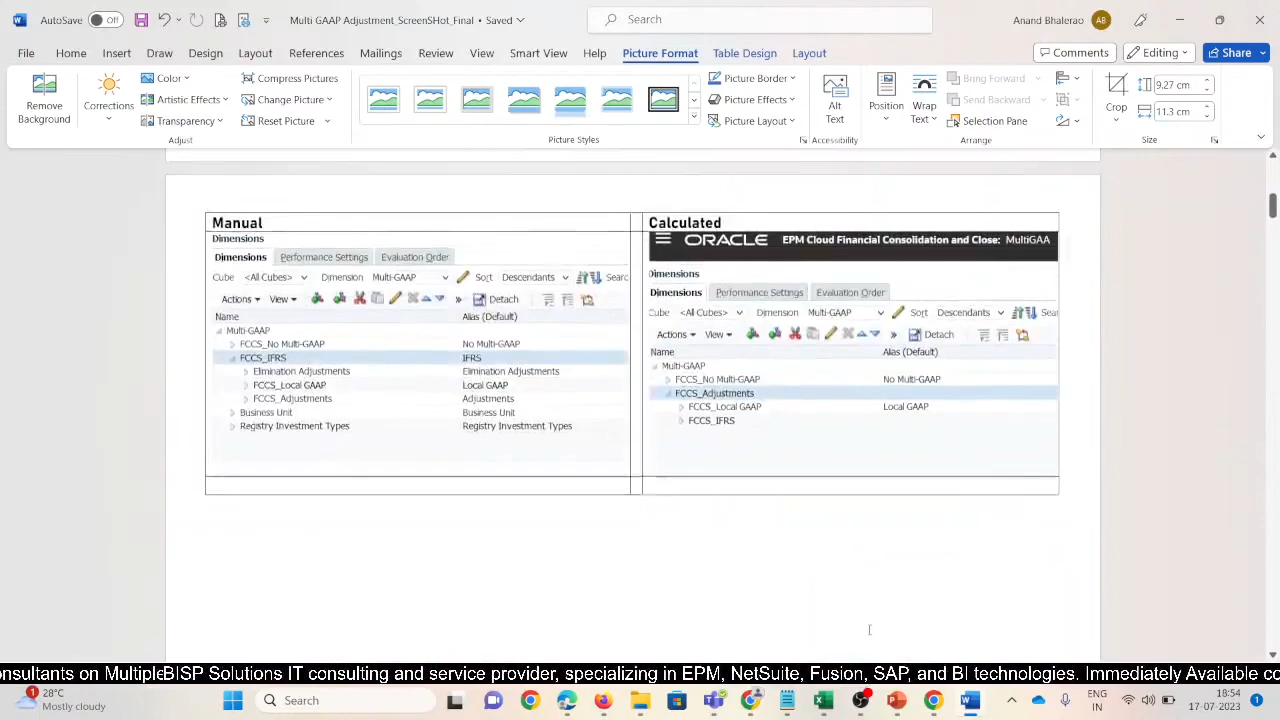 AutoSave Off Multi GAAP Adjustment ScreenSHot_Final • Saved Search Anand Bhalerao AB
File Home Insert Draw Design Layout References Mailings Review View Smart View Help Picture Format Table Design Layout Comments Editing Share
Remove Background
Corrections
Color
Artistic Effects
Transparency
Compress Pictures
Change Picture
Reset Picture
Adjust
Picture Styles
Picture Border
Picture Effects
Picture Layout
Alt Text
Accessibility
Position
Wrap Text
Bring Forward
Send Backward
Selection Pane
Arrange
Crop
9.27 cm
11.3 cm
Size
Manual
Dimensions
Dimensions Performance Settings Evaluation Order
Cube <All Cubes> Dimension Multi-GAAP Sort Descendants Searc
Actions View » Detach
Name Alias (Default)
Multi-GAAP
FCCS_No Multi-GAAP No Multi-GAAP
FCCS_IFRS IFRS
Elimination Adjustments Elimination Adjustments
FCCS_Local GAAP Local GAAP
FCCS_Adjustments Adjustments
Business Unit Business Unit
Registry Investment Types Registry Investment Types
Calculated
ORACLE EPM Cloud Financial Consolidation and Close: MultiGAA
Dimensions
Dimensions Performance Settings Evaluation Order
Cube <All Cubes> Dimension Multi-GAAP Sort Descendants Sear
Actions View » Detach
Name Alias (Default)
Multi-GAAP
FCCS_No Multi-GAAP No Multi-GAAP
FCCS_Adjustments
FCCS_Local GAAP Local GAAP
FCCS_IFRS
onsultants on MultipleBISP Solutions IT consulting and service provider, specializing in EPM, NetSuite, Fusion, SAP, and BI technologies. Immediately Available co
1 28°C
Mostly cloudy
Search
ENG
IN
18:54
17-07-2023